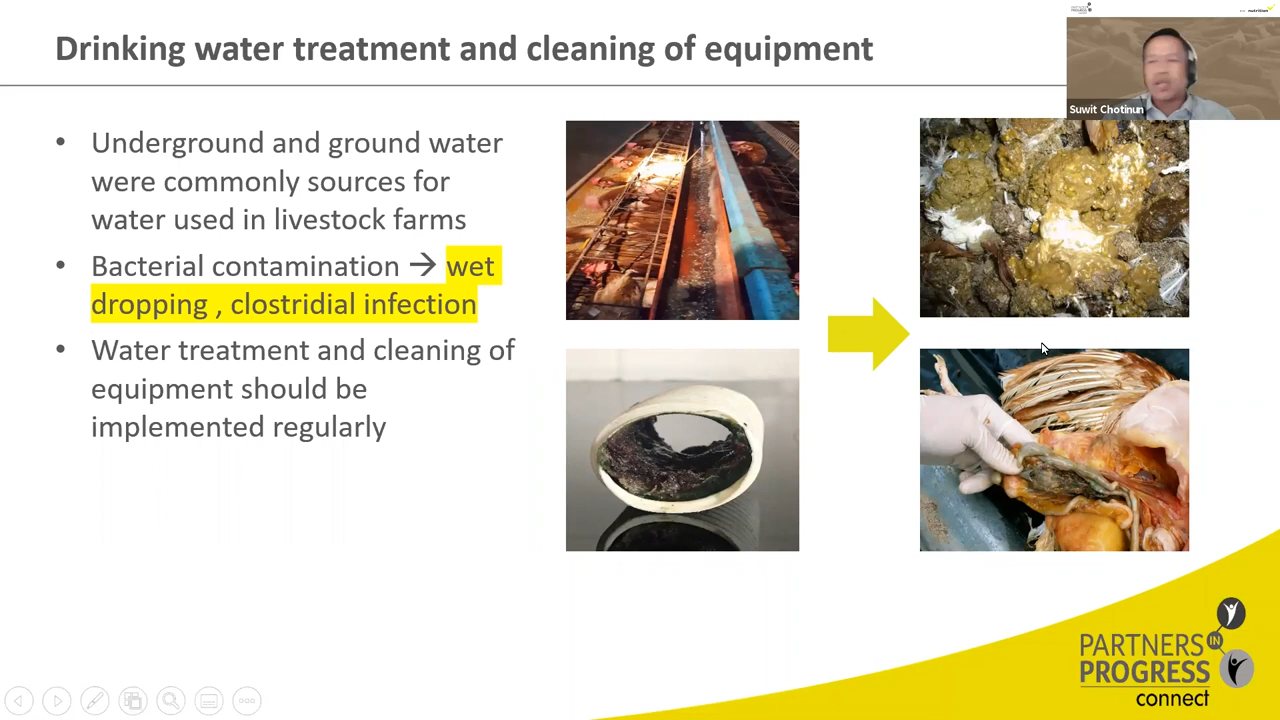 Drinking water treatment and cleaning of equipment
Suwit Chotinun
• Underground and ground water
were commonly sources for
water used in livestock farms
• Bacterial contamination → wet
dropping , clostridial infection
• Water treatment and cleaning of
equipment should be
implemented regularly
PARTNERS IN
PROGRESS
connect